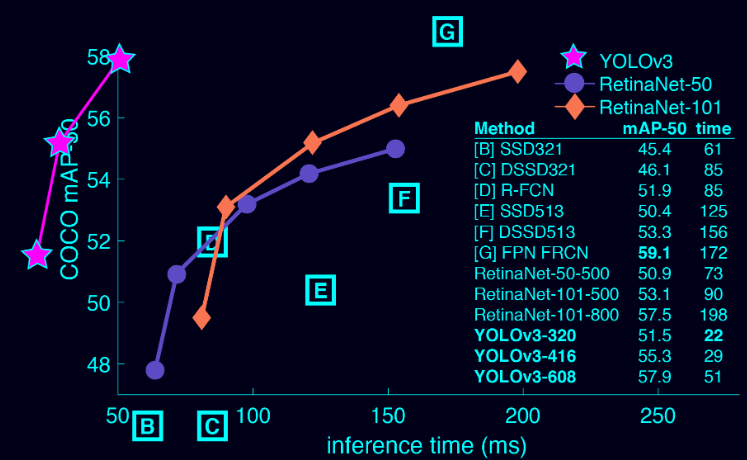 G
58
YOLOv3
RetinaNet-50
RetinaNet-101
56
54
52
50
48
COCO mAP-50
D
F
E
Method mAP-50 time
[B] SSD321 45.4 61
[C] DSSD321 46.1 85
[D] R-FCN 51.9 85
[E] SSD513 50.4 125
[F] DSSD513 53.3 156
[G] FPN FRCN 59.1 172
RetinaNet-50-500 50.9 73
RetinaNet-101-500 53.1 90
RetinaNet-101-800 57.5 198
YOLOv3-320 51.5 22
YOLOv3-416 55.3 29
YOLOv3-608 57.9 51
50 B C 100 150 200 250
inference time (ms)